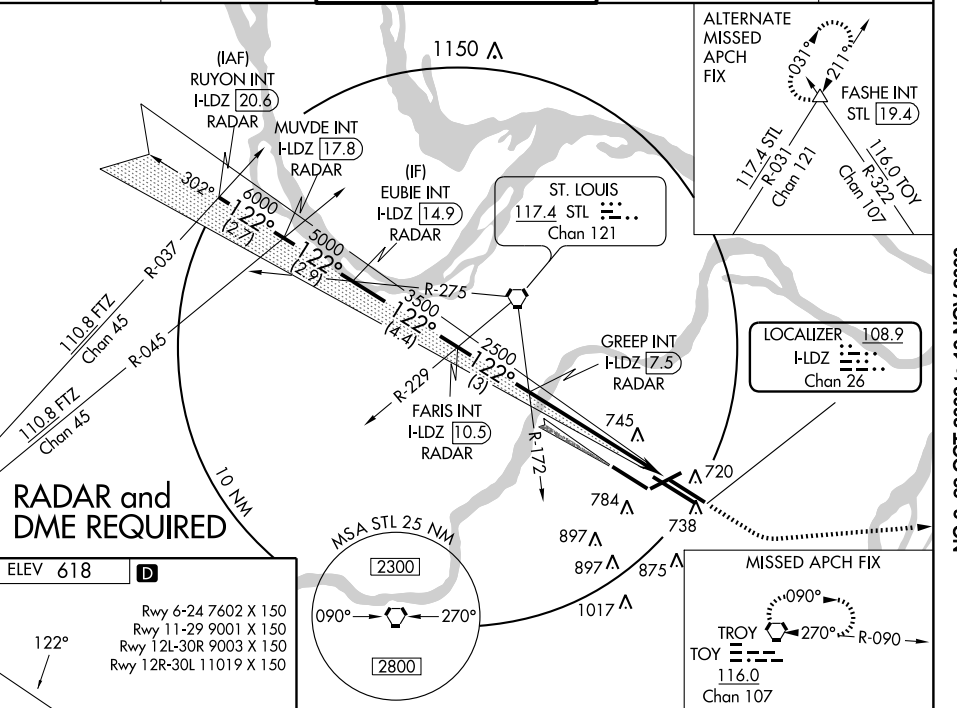 1150
ALTERNATE
MISSED
APCH
FIX
031°
211°
FASHE INT
STL 19.4
117.4 STL
R-031
Chan 121
116.0 TOY
R-322
Chan 107
(IAF)
RUYON INT
I-LDZ 20.6
RADAR
MUVDE INT
I-LDZ 17.8
RADAR
(IF)
EUBIE INT
I-LDZ 14.9
RADAR
ST. LOUIS
117.4 STL
Chan 121
302°
6000
122°
(2.7)
5000
122°
(2.9)
3500
122°
(4.4)
2500
122°
(3)
R-037
110.8 FTZ
Chan 45
R-045
110.8 FTZ
Chan 45
R-275
R-229
R-172
GREEP INT
I-LDZ 7.5
RADAR
FARIS INT
I-LDZ 10.5
RADAR
LOCALIZER 108.9
I-LDZ
Chan 26
745
720
784
738
897
897
875
1017
10 NM
RADAR and
DME REQUIRED
MSA STL 25 NM
2300
090°
270°
2800
ELEV 618
D
Rwy 6-24 7602 X 150
Rwy 11-29 9001 X 150
Rwy 12L-30R 9003 X 150
Rwy 12R-30L 11019 X 150
122°
MISSED APCH FIX
090°
270°
R-090
TROY
TOY
116.0
Chan 107